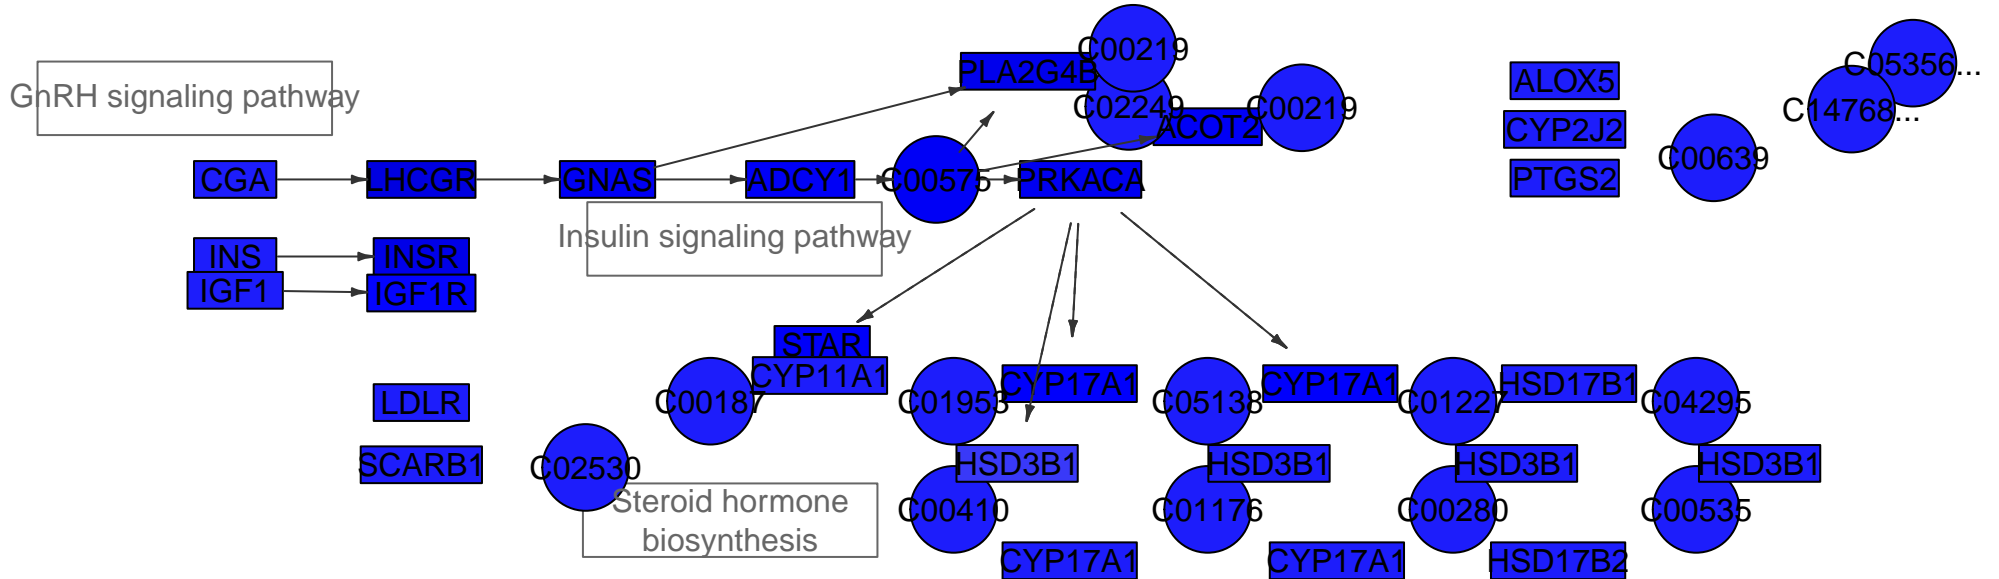 C00219
C05356...
PLA2G4B
ALOX5
GnRH signaling pathway
C02249
C00219
C14768...
ACOT2
CYP2J2
C00639
CGA
LHCGR
GNAS
ADCY1
C00575
PRKACA
PTGS2
Insulin signaling pathway
INS
INSR
IGF1
IGF1R
STAR
CYP11A1
CYP17A1
CYP17A1
HSD17B1
LDLR
C00187
C01953
C05138
C01227
C04295
SCARB1
C02530
HSD3B1
HSD3B1
HSD3B1
HSD3B1
Steroid hormone
biosynthesis
C00410
C01176
C00280
C00535
CYP17A1
CYP17A1
HSD17B2